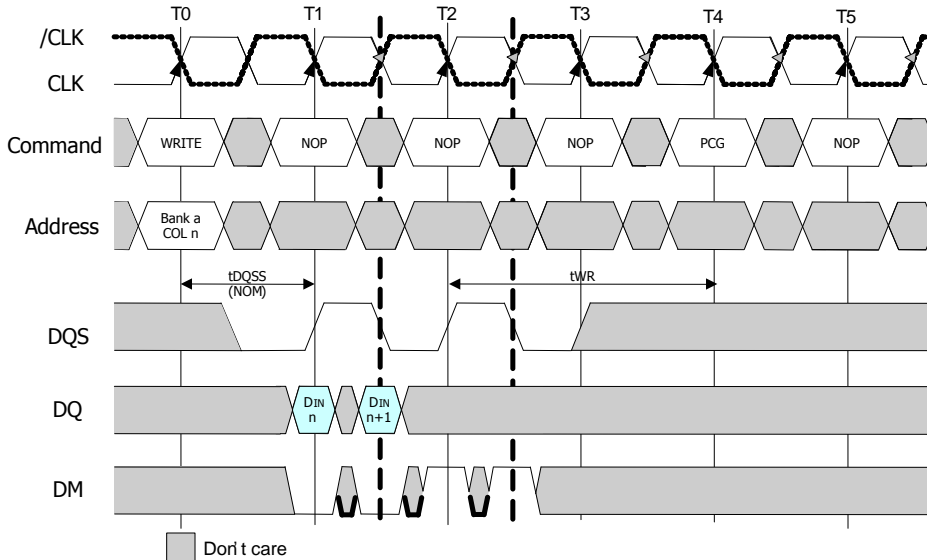 T0 T1 T2 T3 T4 T5
/CLK
CLK
Command WRITE NOP NOP NOP PCG NOP
Address Bank a
COL n
tDQSS
(NOM)
tWR
DQS
DQ DIN
n
DIN
n+1
DM
Don't care